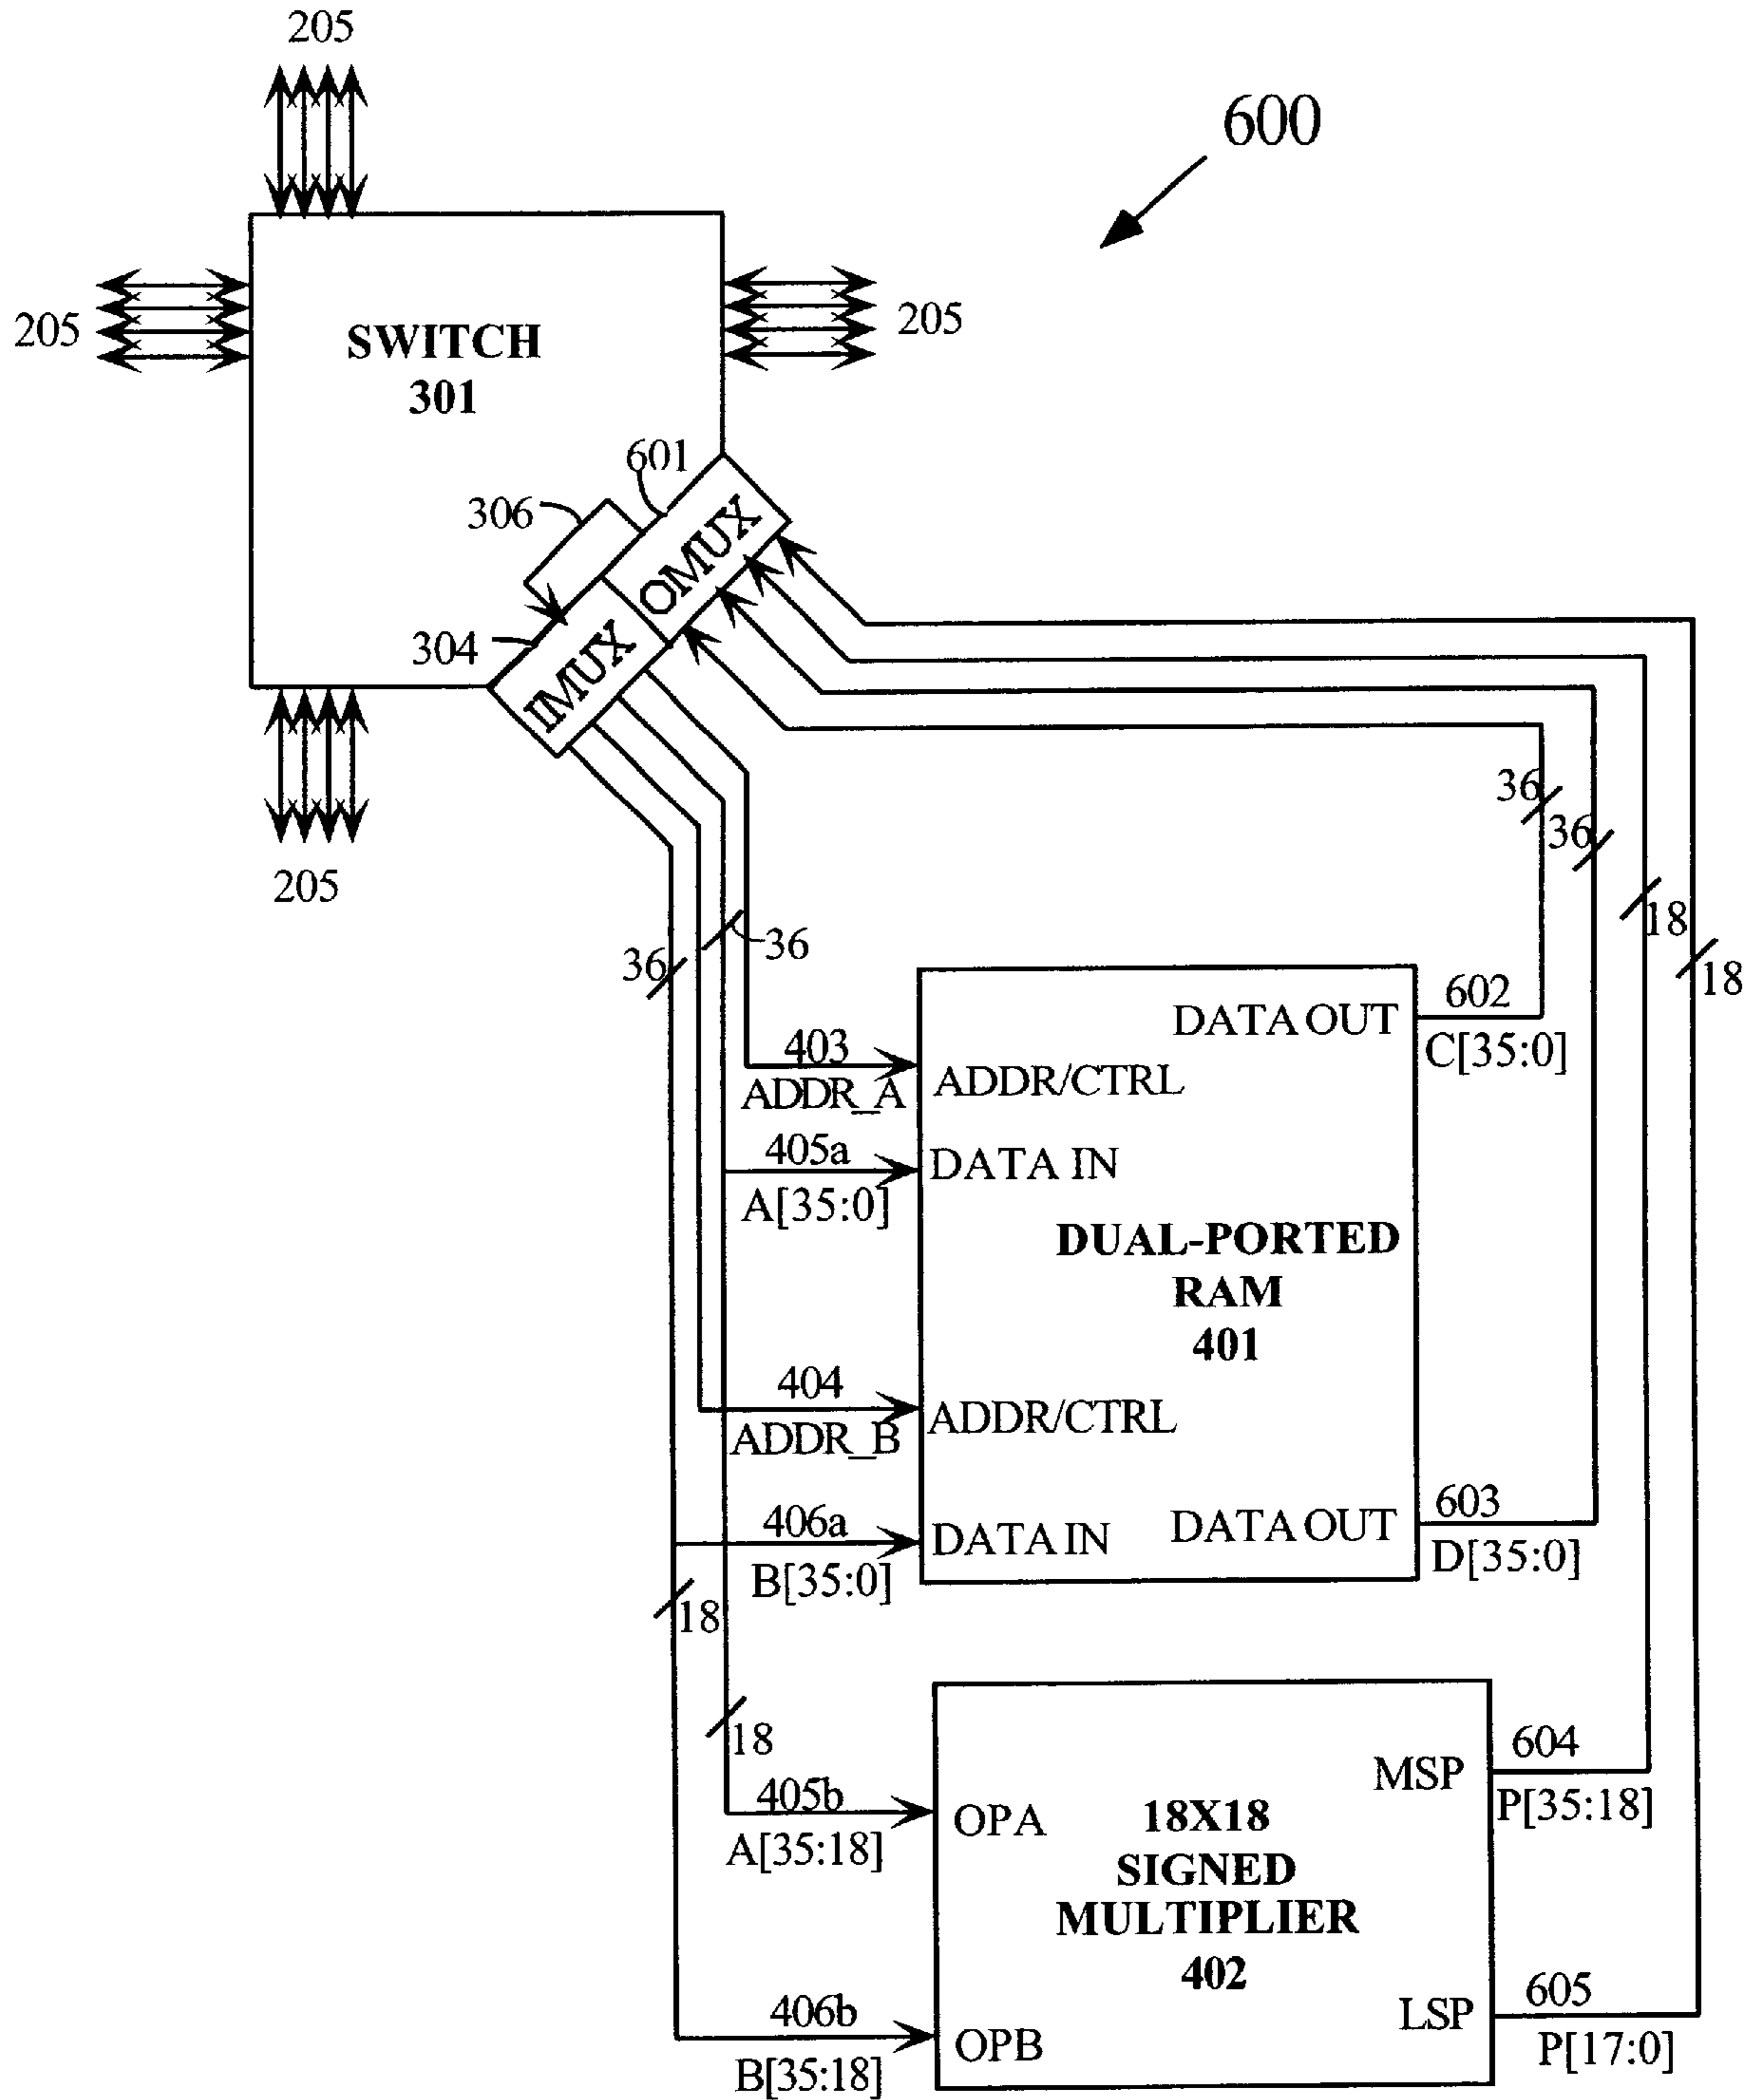 205
600
205
SWITCH
301
205
601
306
OMUX
304
IMUX
205
36
36
18
18
36
36
602
DATA OUT
C[35:0]
403
ADDR_A
ADDR/CTRL
405a
DATA IN
A[35:0]
DUAL-PORTED
RAM
401
404
ADDR/CTRL
ADDR_B
406a
DATA IN
B[35:0]
603
DATA OUT
D[35:0]
18
18
604
MSP
P[35:18]
405b
OPA
A[35:18]
18X18
SIGNED
MULTIPLIER
402
605
LSP
P[17:0]
406b
OPB
B[35:18]